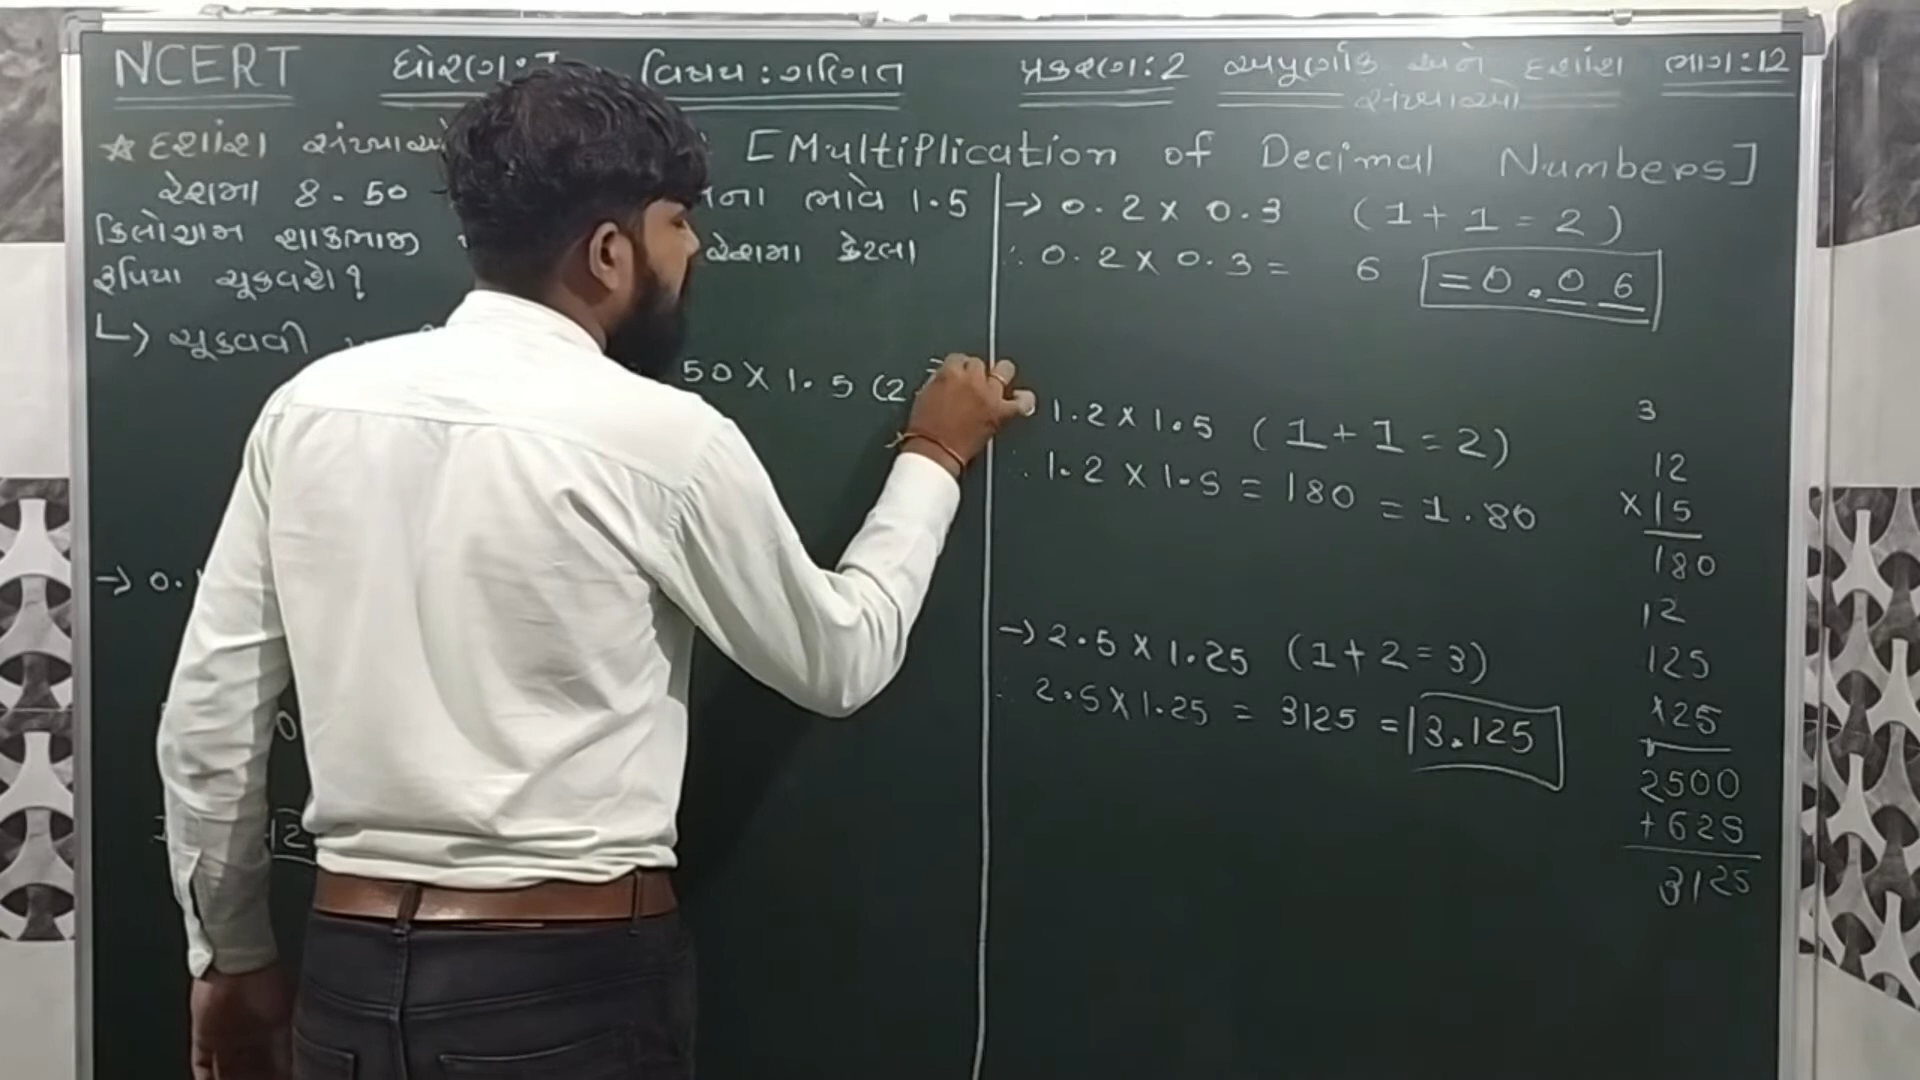 NCERT ધોરણ: વિષય : ગણિત પ્રકરણ: 2 અપૂર્ણાંક અને દશાંશ ભાગ: 12
સંખ્યાઓ
☆ દશાંશ [Multiplication of Decimal Numbers]
રેશમા 8.50 ના ભાવે 1.5
કિલોગ્રામ શાકભાજી રેશમા કેટલા
રૂપિયા ચૂકવશે?
↳ ચૂકવવી
50 X 1.5 (2
→ 0.
0
12
→ 0.2 x 0.3 (1+1=2)
∴ 0.2 x 0.3 = 6 = 0.06
1.2 x 1.5 (1+1=2)
∴ 1.2 x 1.5 = 180 = 1.80
→ 2.5 x 1.25 (1+2=3)
∴ 2.5 X 1.25 = 3125 = 3.125
3
12
x 15
180
12
125
x25
2500
+625
3125